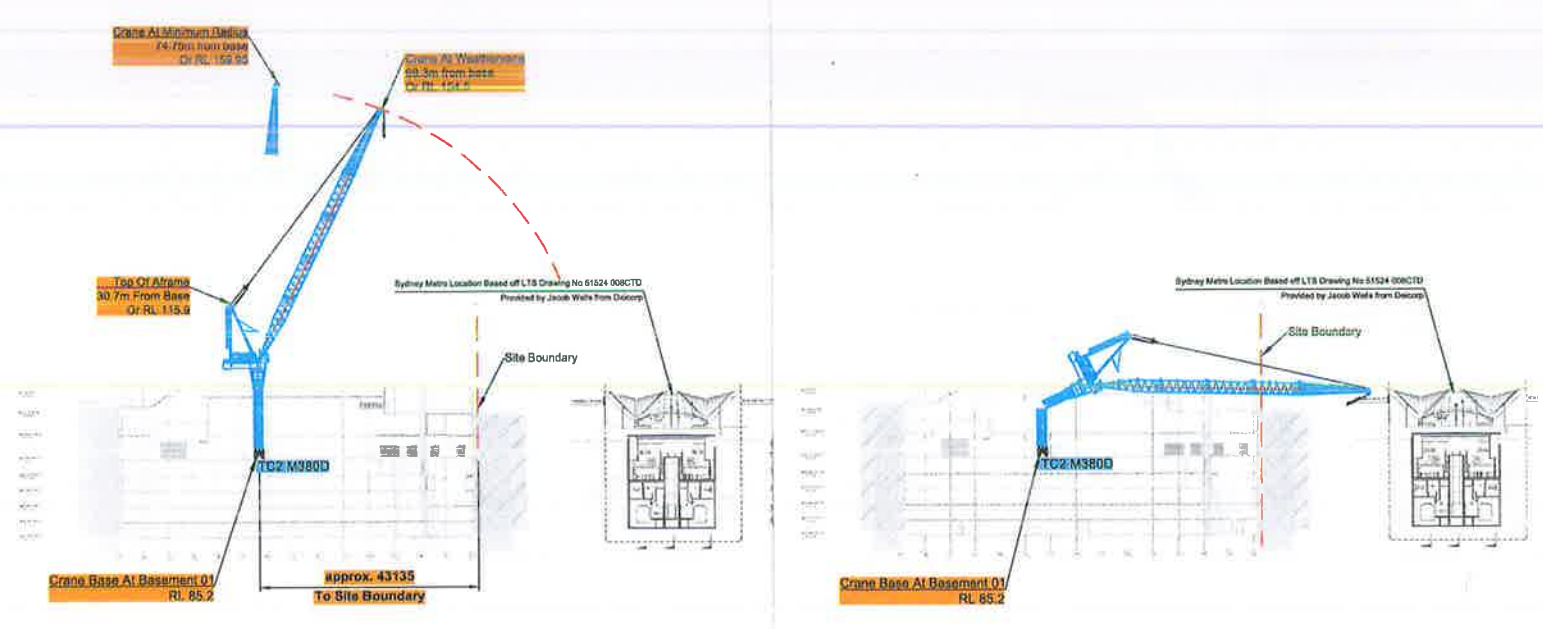 Crane At Minimum Radius
74.75m from base
Or RL 159.95
Crane At Weathervane
69.3m from base
Or RL 154.5
Top Of Aframe
30.7m From Base
Or RL 115.9
Sydney Metro Location Based off LTS Drawing No 51524 008CTD
Provided by Jacob Wells from Deicorp
Site Boundary
TC2 M380D
Crane Base At Basement 01
RL 85.2
approx. 43135
To Site Boundary
Sydney Metro Location Based off LTS Drawing No 51524 008CTD
Provided by Jacob Wells from Deicorp
Site Boundary
TC2 M380D
Crane Base At Basement 01
RL 85.2